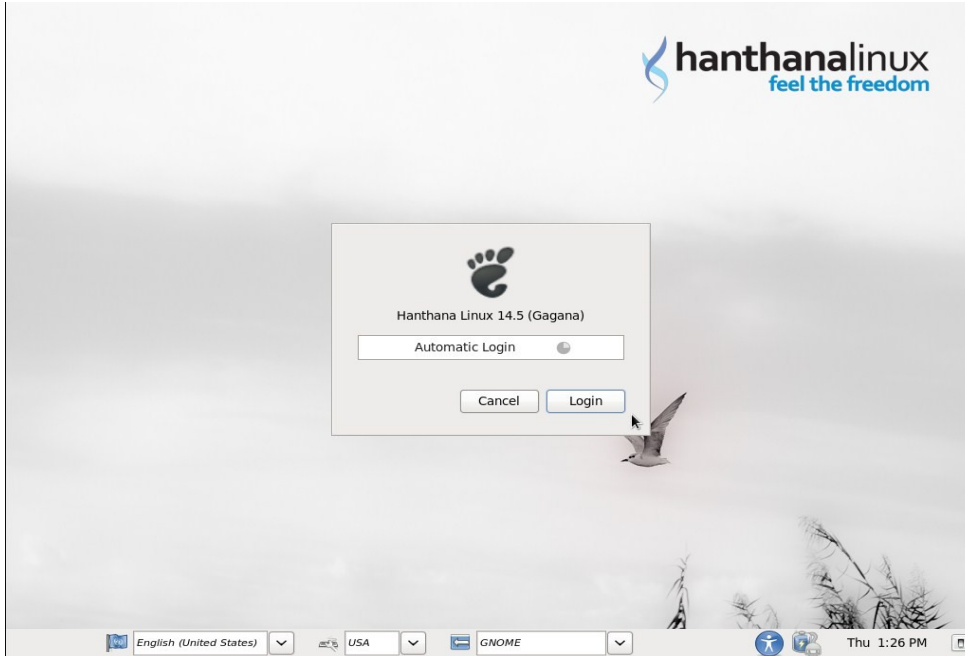 hanthanalinux
feel the freedom
Hanthana Linux 14.5 (Gagana)
Automatic Login
Cancel Login
English (United States) USA GNOME Thu 1:26 PM